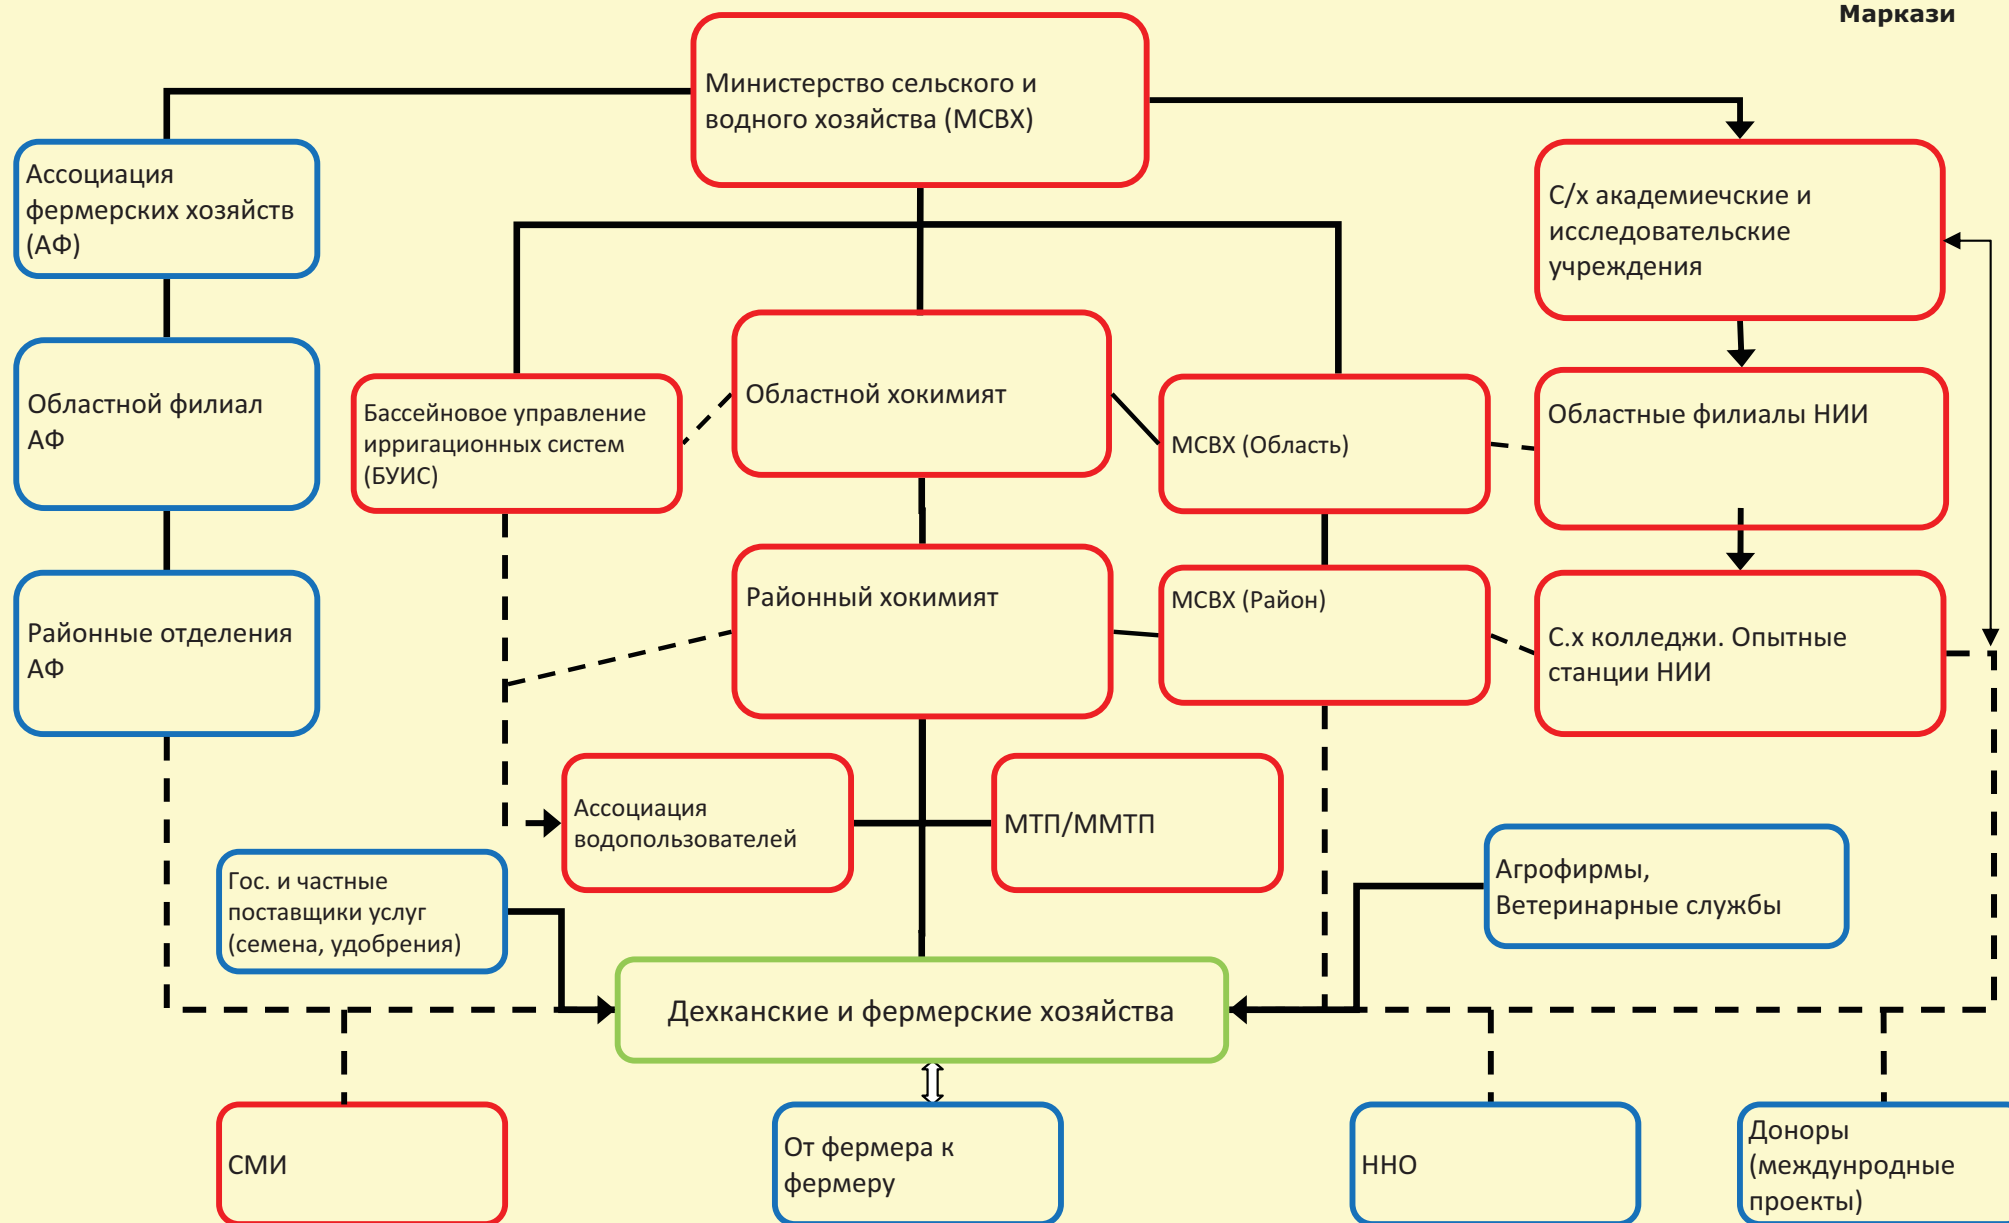 Маркази
Министерство сельского и
водного хозяйства (МСВХ)
Ассоциация
фермерских хозяйств
(АФ)
С/х академиечские и
исследовательские
учреждения
Областной филиал
АФ
Бассейновое управление
ирригационных систем
(БУИС)
Областной хокимият
МСВХ (Область)
Областные филиалы НИИ
Районные отделения
АФ
Районный хокимият
МСВХ (Район)
С.х колледжи. Опытные
станции НИИ
Ассоциация
водопользователей
МТП/ММТП
Гос. и частные
поставщики услуг
(семена, удобрения)
Агрофирмы,
Ветеринарные службы
Дехканские и фермерские хозяйства
СМИ
От фермера к
фермеру
ННО
Доноры
(междунродные
проекты)